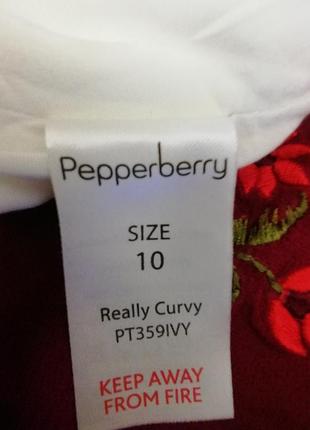 Pepperberry
SIZE
10
Really Curvy
PT359IVY
KEEP AWAY
FROM FIRE